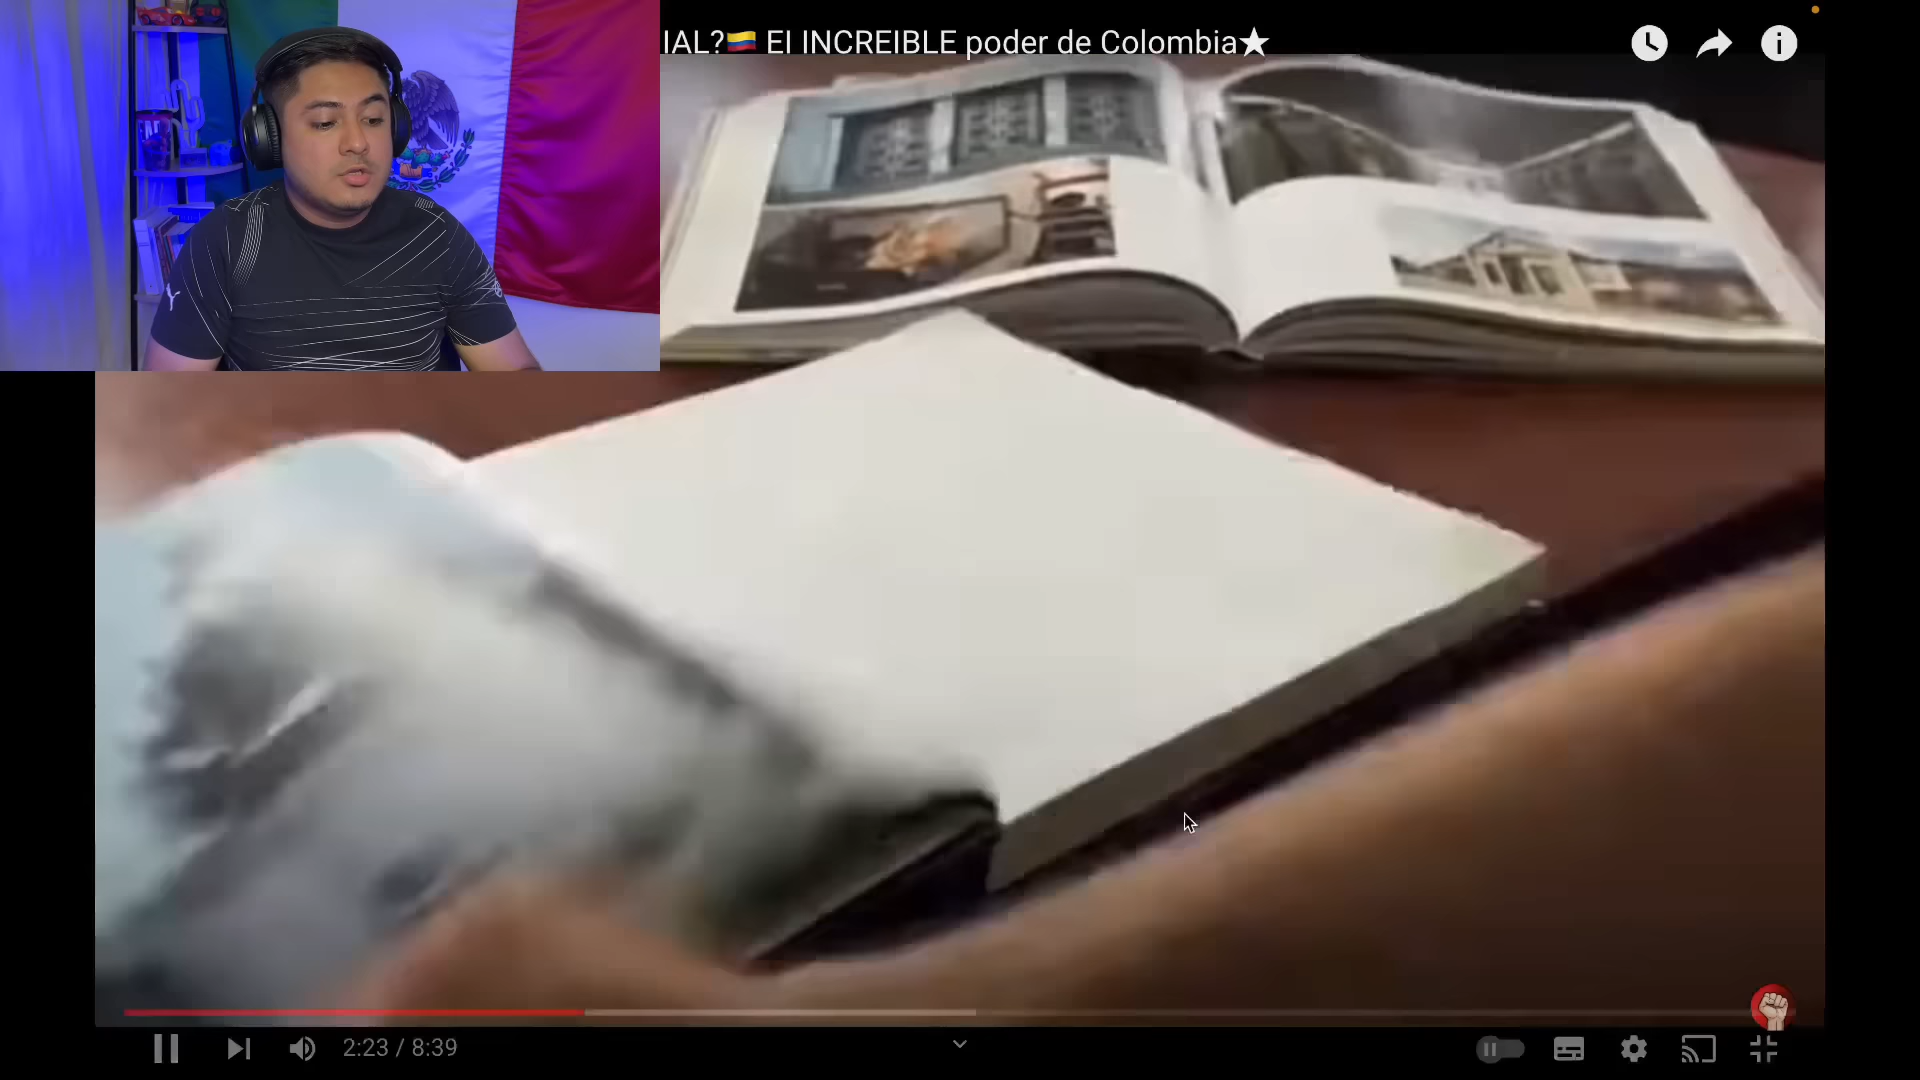 IAL?🇨🇴 El INCREIBLE poder de Colombia★
2:23 / 8:39